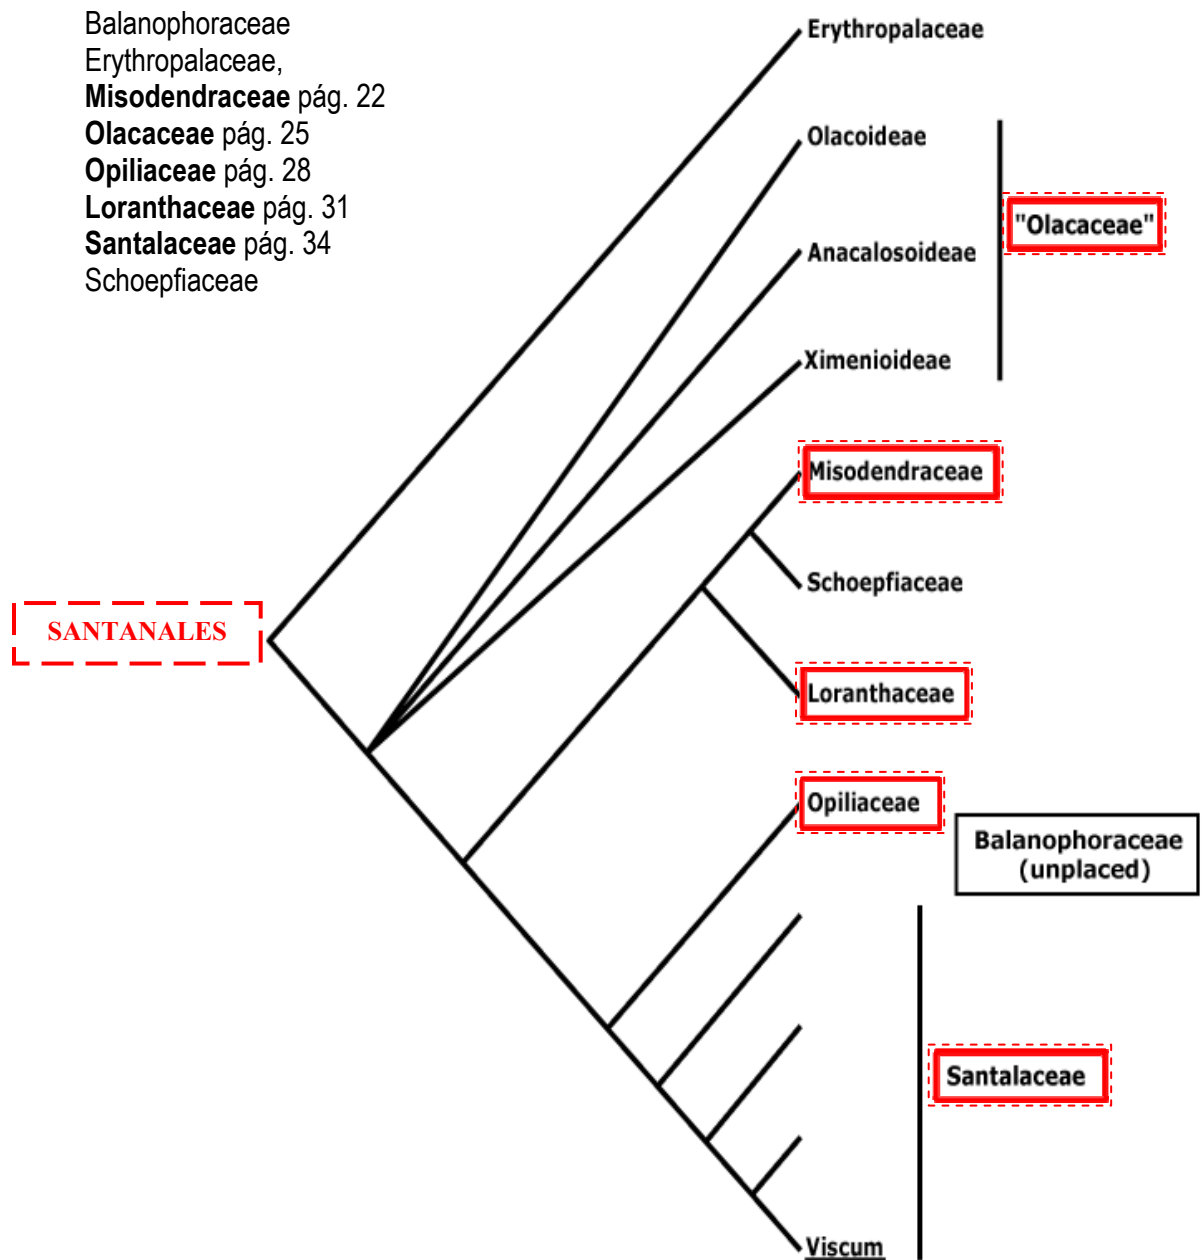 Balanophoraceae
Erythropalaceae,
Misodendraceae pág. 22
Olacaceae pág. 25
Opiliaceae pág. 28
Loranthaceae pág. 31
Santalaceae pág. 34
Schoepfiaceae
Erythropalaceae
Olacoideae
"Olacaceae"
Anacalosoideae
Ximenioideae
Misodendraceae
Schoepfiaceae
SANTANALES
Loranthaceae
Opiliaceae
Balanophoraceae
(unplaced)
Santalaceae
Viscum